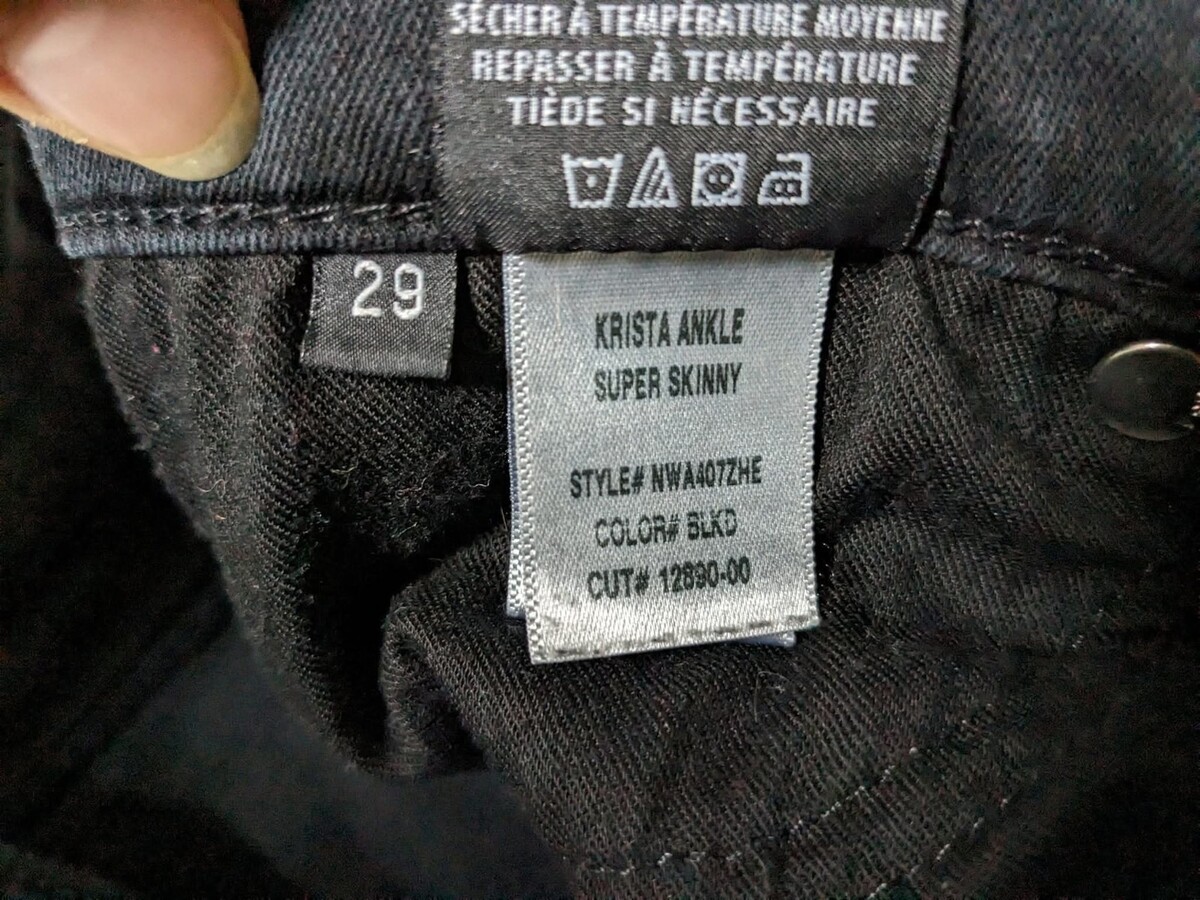 SÉCHER À TEMPÉRATURE MOYENNE
REPASSER À TEMPÉRATURE
TIÈDE SI NÉCESSAIRE
29
KRISTA ANKLE
SUPER SKINNY
STYLE# NWA407ZHE
COLOR# BLKD
CUT# 12890-00